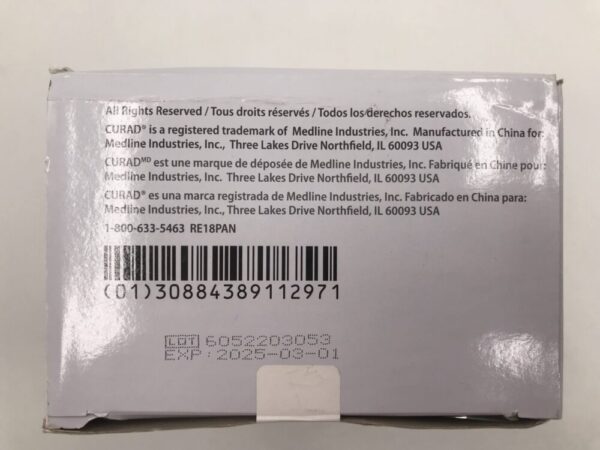 All Rights Reserved / Tous droits réservés / Todos los derechos reservados.
CURAD® is a registered trademark of Medline Industries, Inc. Manufactured in China for:
Medline Industries, Inc., Three Lakes Drive Northfield, IL 60093 USA
CURADᴹᴰ est une marque de déposée de Medline Industries, Inc. Fabriqué en Chine pour:
Medline Industries, Inc., Three Lakes Drive Northfield, IL 60093 USA
CURAD® es una marca registrada de Medline Industries, Inc. Fabricado en China para:
Medline Industries, Inc., Three Lakes Drive Northfield, IL 60093 USA
1-800-633-5463 RE18PAN
(01)30884389112971
LOT 6052203053
EXP: 2025-03-01